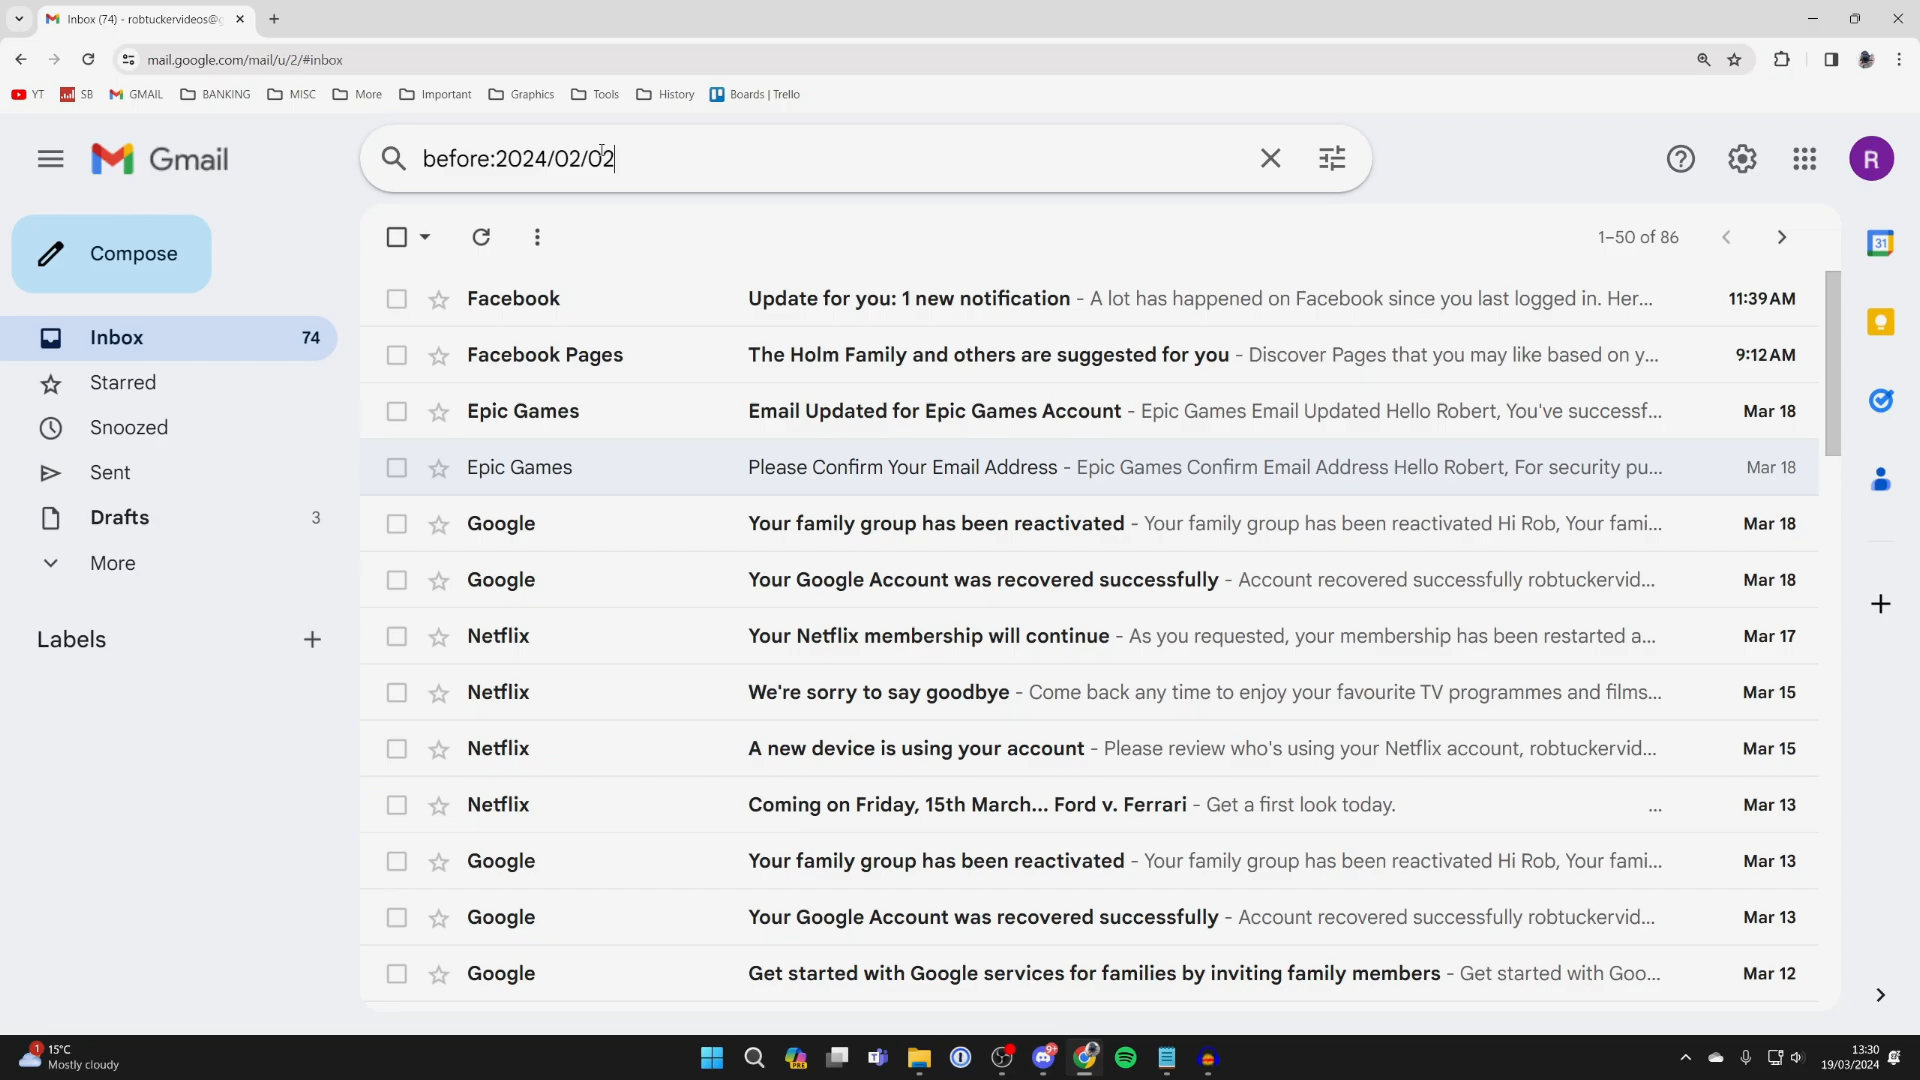 Inbox (74) - robtuckervideos@g
mail.google.com/mail/u/2/#inbox
YT SB GMAIL BANKING MISC More Important Graphics Tools History Boards | Trello
Gmail
before:2024/02/02
R
Compose
1–50 of 86
31
Inbox 74
Starred
Snoozed
Sent
Drafts 3
More
Labels
Facebook Update for you: 1 new notification - A lot has happened on Facebook since you last logged in. Her... 11:39 AM
Facebook Pages The Holm Family and others are suggested for you - Discover Pages that you may like based on y... 9:12 AM
Epic Games Email Updated for Epic Games Account - Epic Games Email Updated Hello Robert, You've successf... Mar 18
Epic Games Please Confirm Your Email Address - Epic Games Confirm Email Address Hello Robert, For security pu... Mar 18
Google Your family group has been reactivated - Your family group has been reactivated Hi Rob, Your fami... Mar 18
Google Your Google Account was recovered successfully - Account recovered successfully robtuckervid... Mar 18
Netflix Your Netflix membership will continue - As you requested, your membership has been restarted a... Mar 17
Netflix We're sorry to say goodbye - Come back any time to enjoy your favourite TV programmes and films... Mar 15
Netflix A new device is using your account - Please review who's using your Netflix account, robtuckervid... Mar 15
Netflix Coming on Friday, 15th March... Ford v. Ferrari - Get a first look today. ... Mar 13
Google Your family group has been reactivated - Your family group has been reactivated Hi Rob, Your fami... Mar 13
Google Your Google Account was recovered successfully - Account recovered successfully robtuckervid... Mar 13
Google Get started with Google services for families by inviting family members - Get started with Goo... Mar 12
1 15°C
Mostly cloudy
PRE
9+
13:30
19/03/2024